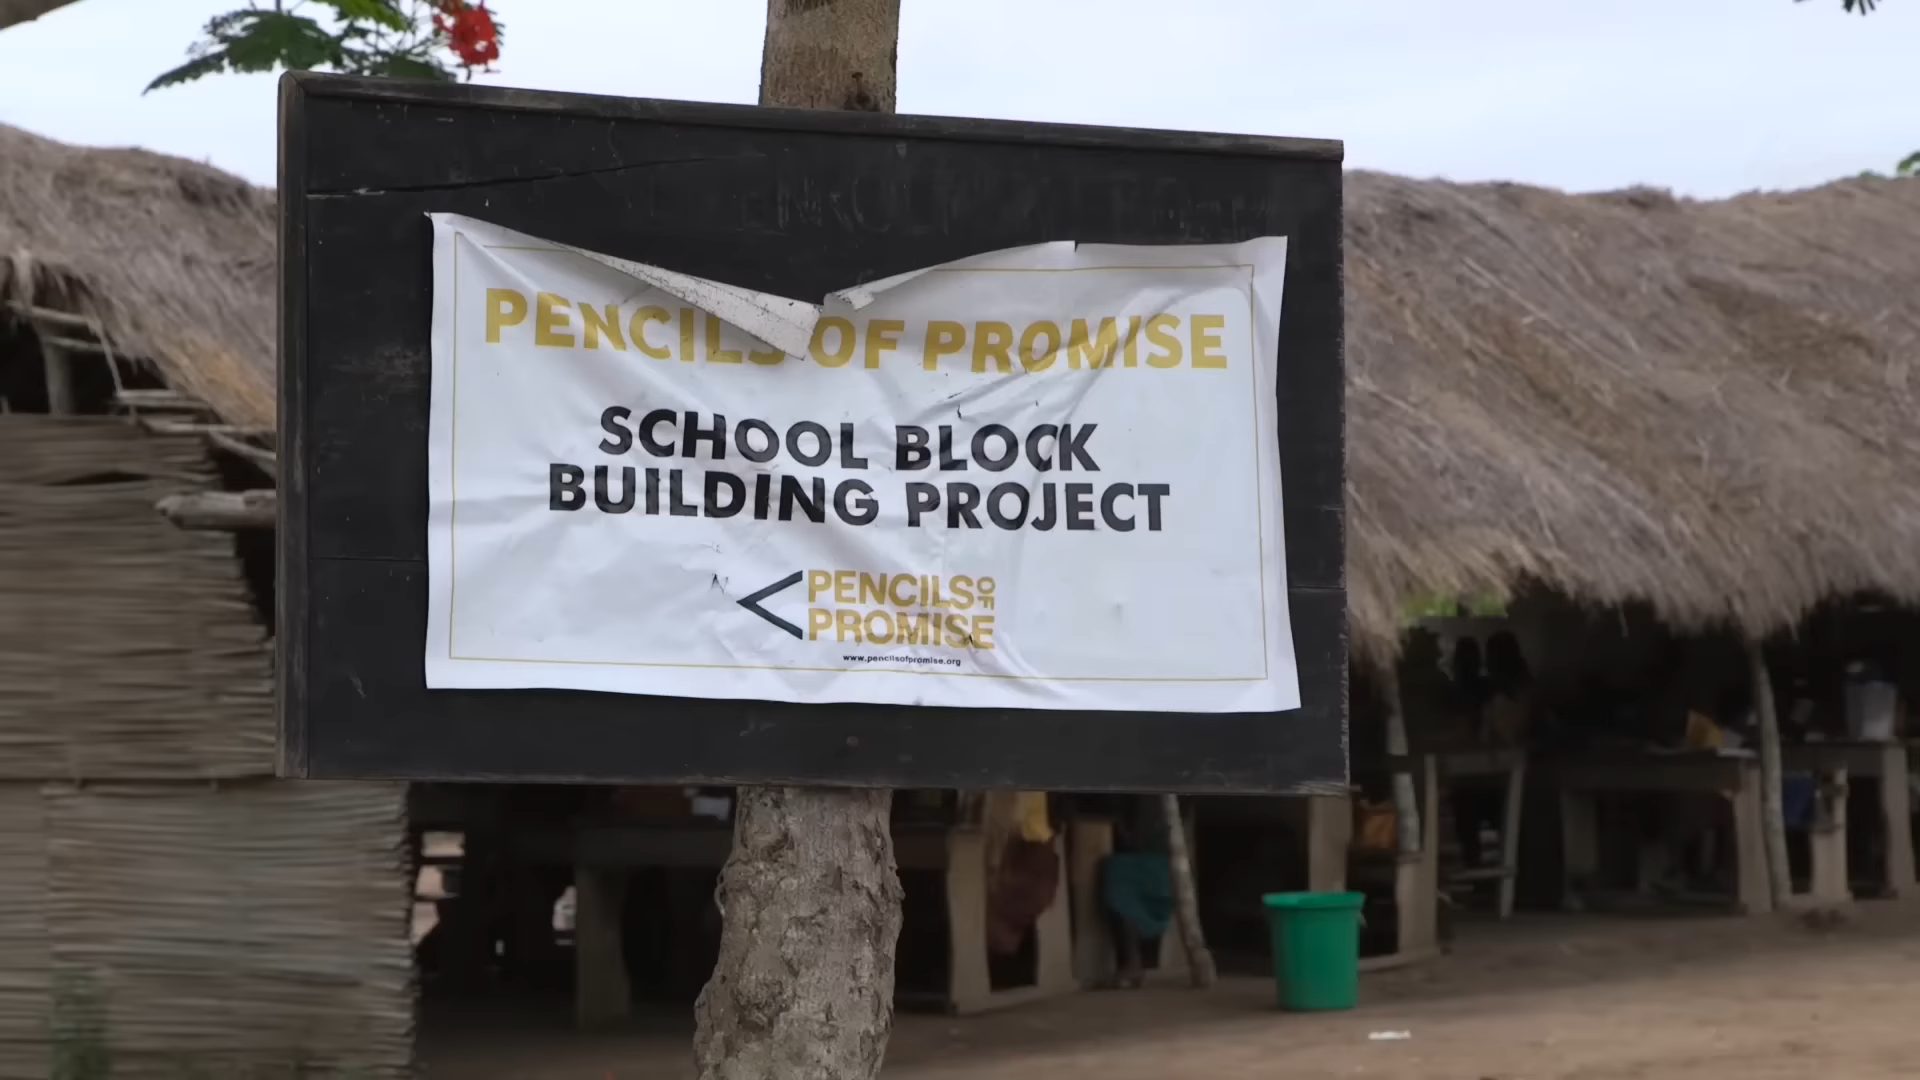 PENCILS OF PROMISE
SCHOOL BLOCK
BUILDING PROJECT
PENCILS OF
PROMISE
www.pencilsofpromise.org